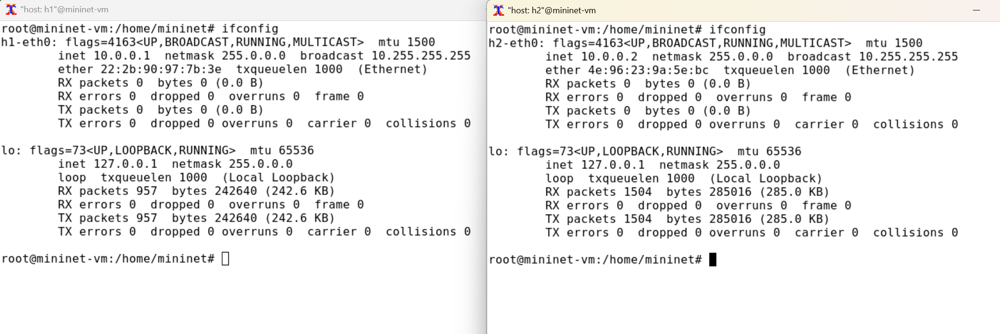 "host: h1"@mininet-vm
root@mininet-vm:/home/mininet# ifconfig
h1-eth0: flags=4163<UP,BROADCAST,RUNNING,MULTICAST>  mtu 1500
        inet 10.0.0.1  netmask 255.0.0.0  broadcast 10.255.255.255
        ether 22:2b:90:97:7b:3e  txqueuelen 1000  (Ethernet)
        RX packets 0  bytes 0 (0.0 B)
        RX errors 0  dropped 0  overruns 0  frame 0
        TX packets 0  bytes 0 (0.0 B)
        TX errors 0  dropped 0 overruns 0  carrier 0  collisions 0
lo: flags=73<UP,LOOPBACK,RUNNING>  mtu 65536
        inet 127.0.0.1  netmask 255.0.0.0
        loop  txqueuelen 1000  (Local Loopback)
        RX packets 957  bytes 242640 (242.6 KB)
        RX errors 0  dropped 0  overruns 0  frame 0
        TX packets 957  bytes 242640 (242.6 KB)
        TX errors 0  dropped 0 overruns 0  carrier 0  collisions 0
root@mininet-vm:/home/mininet#
"host: h2"@mininet-vm
root@mininet-vm:/home/mininet# ifconfig
h2-eth0: flags=4163<UP,BROADCAST,RUNNING,MULTICAST>  mtu 1500
        inet 10.0.0.2  netmask 255.0.0.0  broadcast 10.255.255.255
        ether 4e:96:23:9a:5e:bc  txqueuelen 1000  (Ethernet)
        RX packets 0  bytes 0 (0.0 B)
        RX errors 0  dropped 0  overruns 0  frame 0
        TX packets 0  bytes 0 (0.0 B)
        TX errors 0  dropped 0 overruns 0  carrier 0  collisions 0
lo: flags=73<UP,LOOPBACK,RUNNING>  mtu 65536
        inet 127.0.0.1  netmask 255.0.0.0
        loop  txqueuelen 1000  (Local Loopback)
        RX packets 1504  bytes 285016 (285.0 KB)
        RX errors 0  dropped 0  overruns 0  frame 0
        TX packets 1504  bytes 285016 (285.0 KB)
        TX errors 0  dropped 0 overruns 0  carrier 0  collisions 0
root@mininet-vm:/home/mininet#